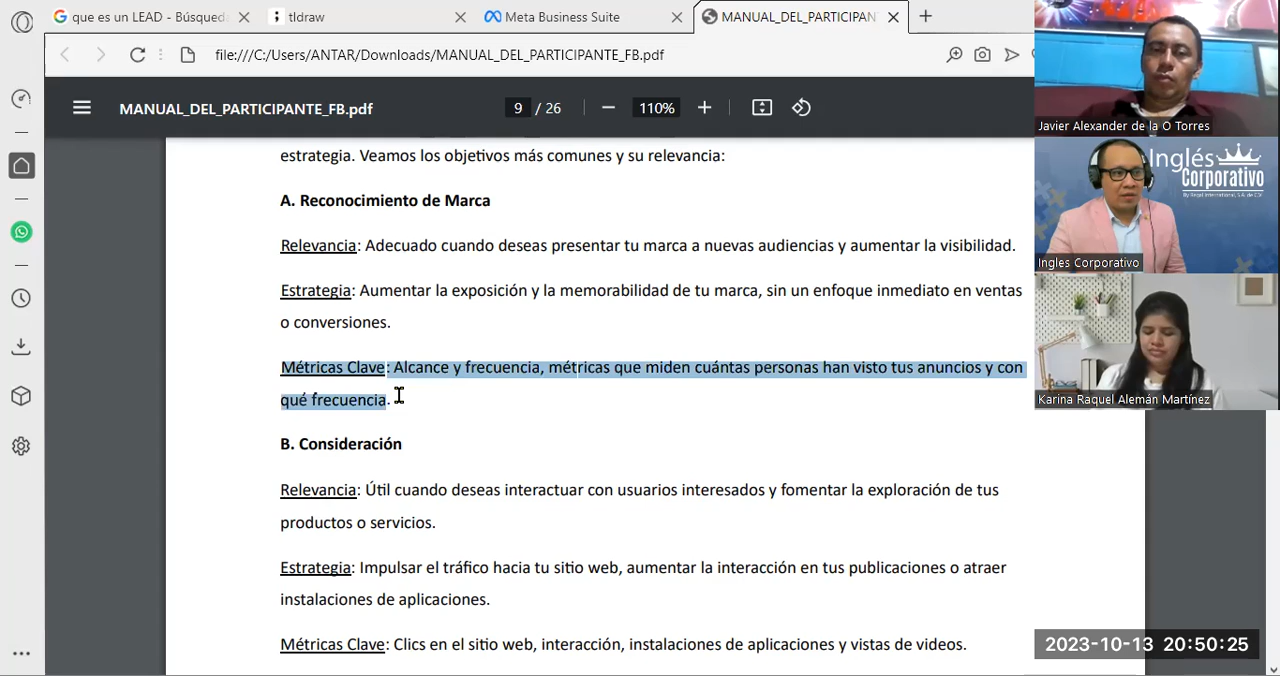 que es un LEAD - Búsqued
tldraw
Meta Business Suite
MANUAL_DEL_PARTICIPAN
file:///C:/Users/ANTAR/Downloads/MANUAL_DEL_PARTICIPANTE_FB.pdf
MANUAL_DEL_PARTICIPANTE_FB.pdf
9 / 26
110%
estrategia. Veamos los objetivos más comunes y su relevancia:
A. Reconocimiento de Marca
Relevancia: Adecuado cuando deseas presentar tu marca a nuevas audiencias y aumentar la visibilidad.
Estrategia: Aumentar la exposición y la memorabilidad de tu marca, sin un enfoque inmediato en ventas
o conversiones.
Métricas Clave: Alcance y frecuencia, métricas que miden cuántas personas han visto tus anuncios y con
qué frecuencia.
B. Consideración
Relevancia: Útil cuando deseas interactuar con usuarios interesados y fomentar la exploración de tus
productos o servicios.
Estrategia: Impulsar el tráfico hacia tu sitio web, aumentar la interacción en tus publicaciones o atraer
instalaciones de aplicaciones.
Métricas Clave: Clics en el sitio web, interacción, instalaciones de aplicaciones y vistas de videos.
Javier Alexander de la O Torres
Inglés
Corporativo
By Regal International, S.A. de C.V.
Ingles Corporativo
Karina Raquel Alemán Martínez
2023-10-13 20:50:25